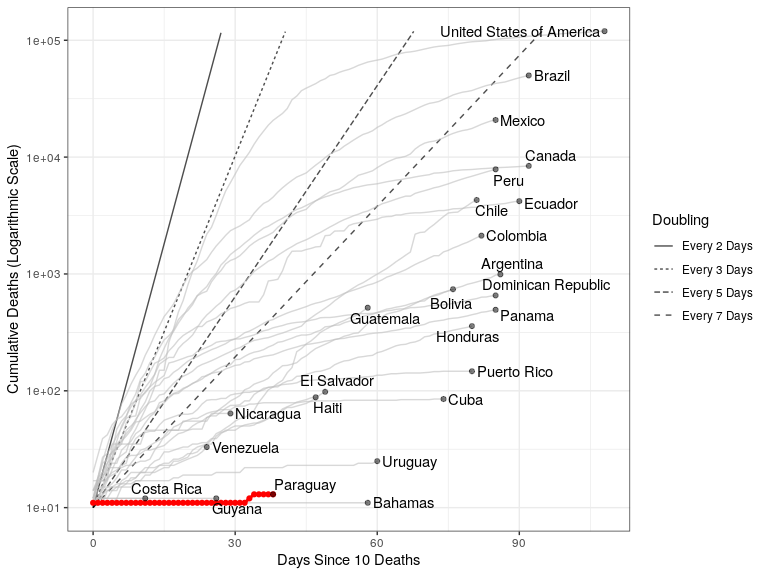 United States of America
1e+05
Brazil
Mexico
Canada
1e+04
Peru
Chile
Ecuador
Colombia
Argentina
1e+03
Dominican Republic
Bolivia
Guatemala
Panama
Honduras
El Salvador
Puerto Rico
1e+02
Haiti
Cuba
Nicaragua
Venezuela
Uruguay
Paraguay
Costa Rica
1e+01
Guyana
Bahamas
0
30
60
90
Days Since 10 Deaths
Cumulative Deaths (Logarithmic Scale)
Doubling
Every 2 Days
Every 3 Days
Every 5 Days
Every 7 Days